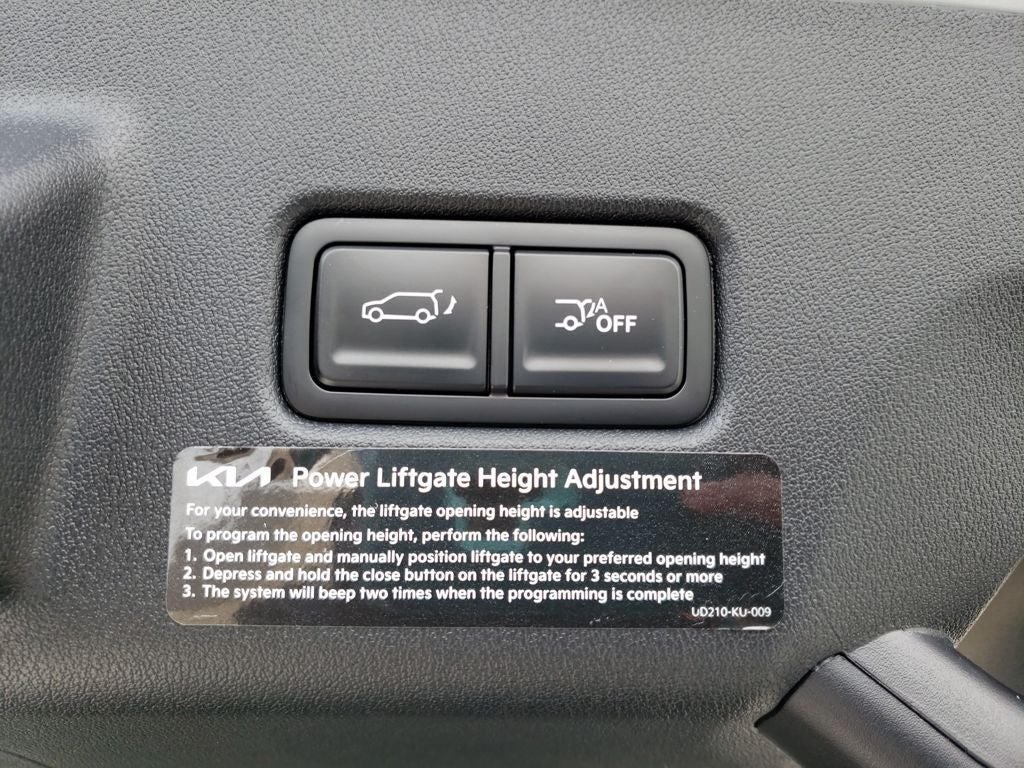 A
OFF
KIA Power Liftgate Height Adjustment
For your convenience, the liftgate opening height is adjustable
To program the opening height, perform the following:
1. Open liftgate and manually position liftgate to your preferred opening height
2. Depress and hold the close button on the liftgate for 3 seconds or more
3. The system will beep two times when the programming is complete
UD210-KU-009